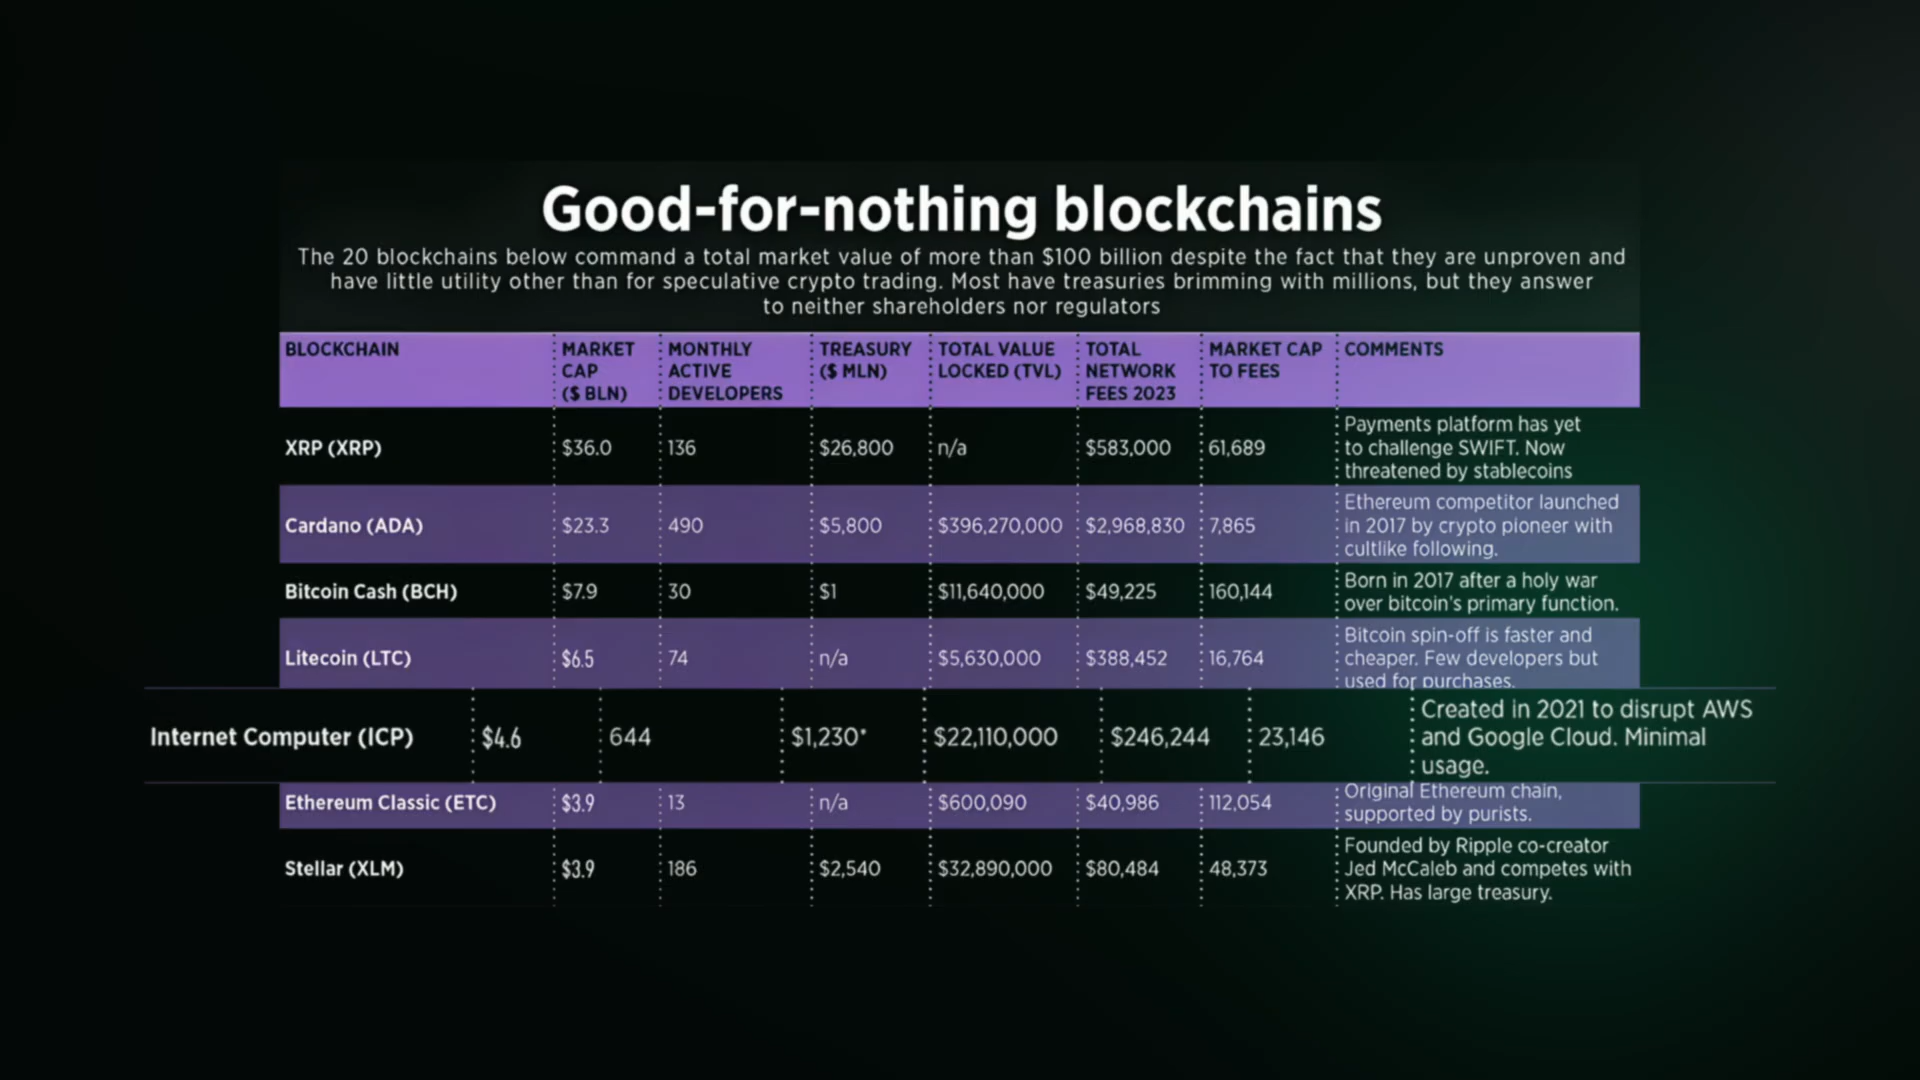 Good-for-nothing blockchains
The 20 blockchains below command a total market value of more than $100 billion despite the fact that they are unproven and
have little utility other than for speculative crypto trading. Most have treasuries brimming with millions, but they answer
to neither shareholders nor regulators
BLOCKCHAIN
MARKET
CAP
($ BLN)
MONTHLY
ACTIVE
DEVELOPERS
TREASURY
($ MLN)
TOTAL VALUE
LOCKED (TVL)
TOTAL
NETWORK
FEES 2023
MARKET CAP
TO FEES
COMMENTS
XRP (XRP) $36.0 136 $26,800 n/a $583,000 61,689
Payments platform has yet
to challenge SWIFT. Now
threatened by stablecoins
Cardano (ADA) $23.3 490 $5,800 $396,270,000 $2,968,830 7,865
Ethereum competitor launched
in 2017 by crypto pioneer with
cultlike following.
Bitcoin Cash (BCH) $7.9 30 $1 $11,640,000 $49,225 160,144
Born in 2017 after a holy war
over bitcoin's primary function.
Litecoin (LTC) $6.5 74 n/a $5,630,000 $388,452 16,764
Bitcoin spin-off is faster and
cheaper. Few developers but
used for purchases.
Internet Computer (ICP) $4.6 644 $1,230* $22,110,000 $246,244 23,146
Created in 2021 to disrupt AWS
and Google Cloud. Minimal
usage.
Ethereum Classic (ETC) $3.9 13 n/a $600,090 $40,986 112,054
Original Ethereum chain,
supported by purists.
Stellar (XLM) $3.9 186 $2,540 $32,890,000 $80,484 48,373
Founded by Ripple co-creator
Jed McCaleb and competes with
XRP. Has large treasury.